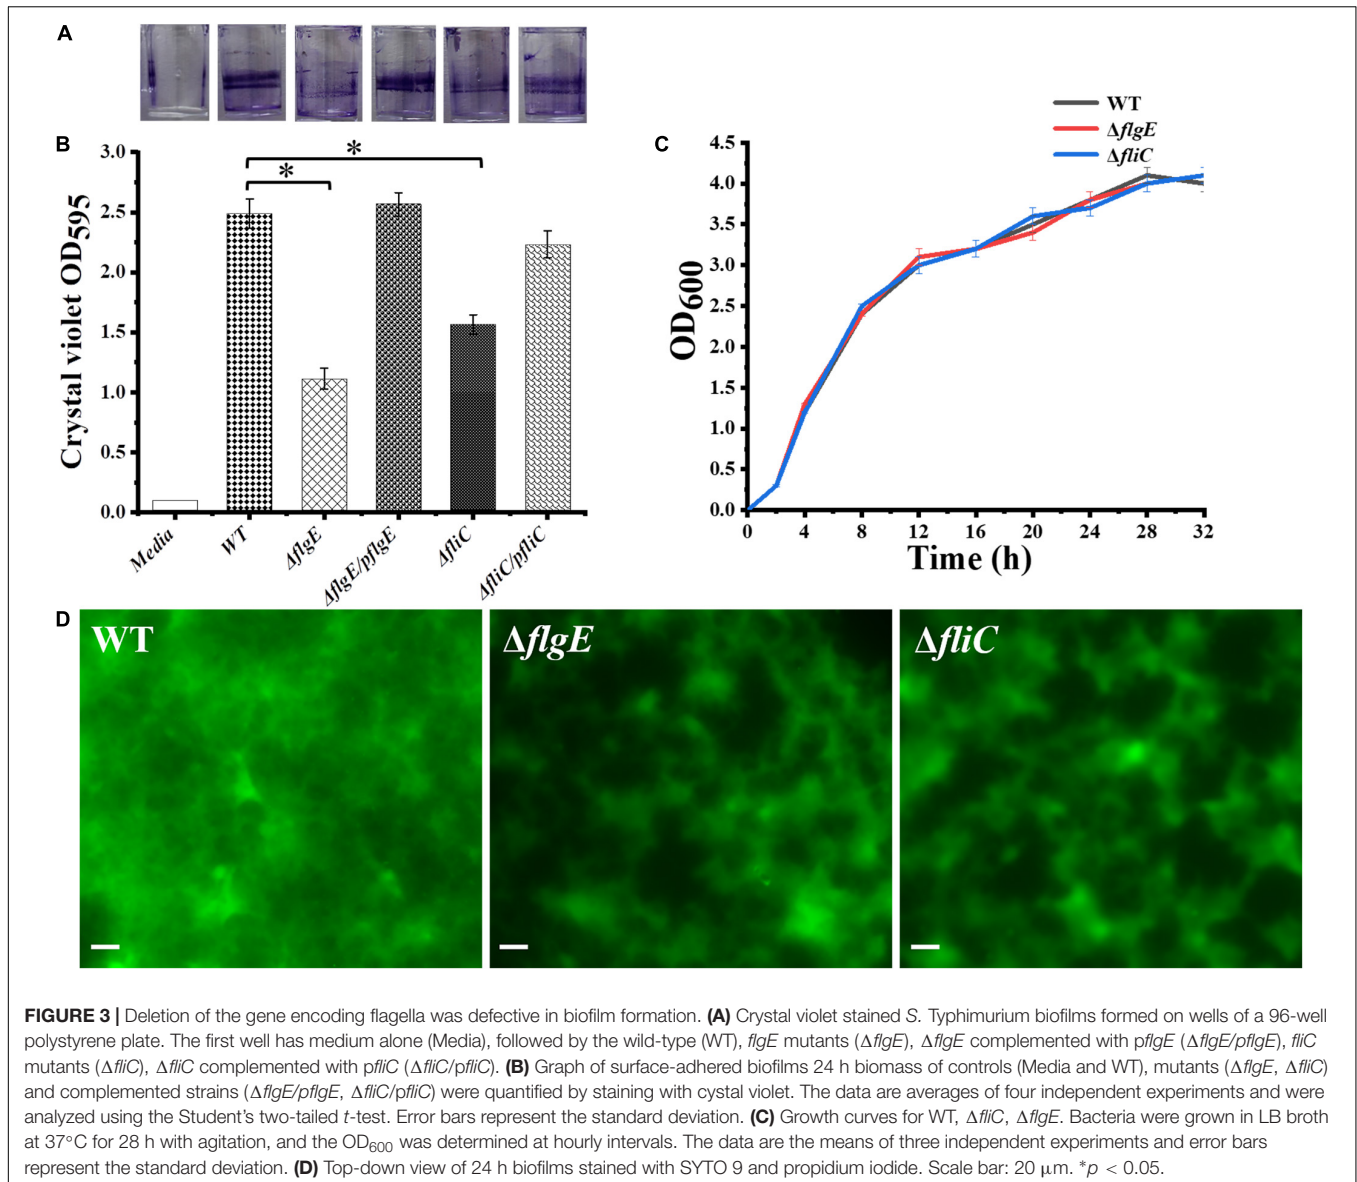 A
B
3.0
2.5
2.0
1.5
1.0
0.5
0.0
Crystal violet OD595
*
*
Media
WT
ΔflgE
ΔflgE/pflgE
ΔfliC
ΔfliC/pfliC
C
WT
ΔflgE
ΔfliC
4.5
4.0
3.5
3.0
2.5
2.0
1.5
1.0
0.5
0.0
OD600
0 4 8 12 16 20 24 28 32
Time (h)
D
WT
ΔflgE
ΔfliC
FIGURE 3 | Deletion of the gene encoding flagella was defective in biofilm formation. (A) Crystal violet stained S. Typhimurium biofilms formed on wells of a 96-well
polystyrene plate. The first well has medium alone (Media), followed by the wild-type (WT), flgE mutants (ΔflgE), ΔflgE complemented with pflgE (ΔflgE/pflgE), fliC
mutants (ΔfliC), ΔfliC complemented with pfliC (ΔfliC/pfliC). (B) Graph of surface-adhered biofilms 24 h biomass of controls (Media and WT), mutants (ΔflgE, ΔfliC)
and complemented strains (ΔflgE/pflgE, ΔfliC/pfliC) were quantified by staining with cystal violet. The data are averages of four independent experiments and were
analyzed using the Student's two-tailed t-test. Error bars represent the standard deviation. (C) Growth curves for WT, ΔfliC, ΔflgE. Bacteria were grown in LB broth
at 37°C for 28 h with agitation, and the OD600 was determined at hourly intervals. The data are the means of three independent experiments and error bars
represent the standard deviation. (D) Top-down view of 24 h biofilms stained with SYTO 9 and propidium iodide. Scale bar: 20 μm. *p < 0.05.